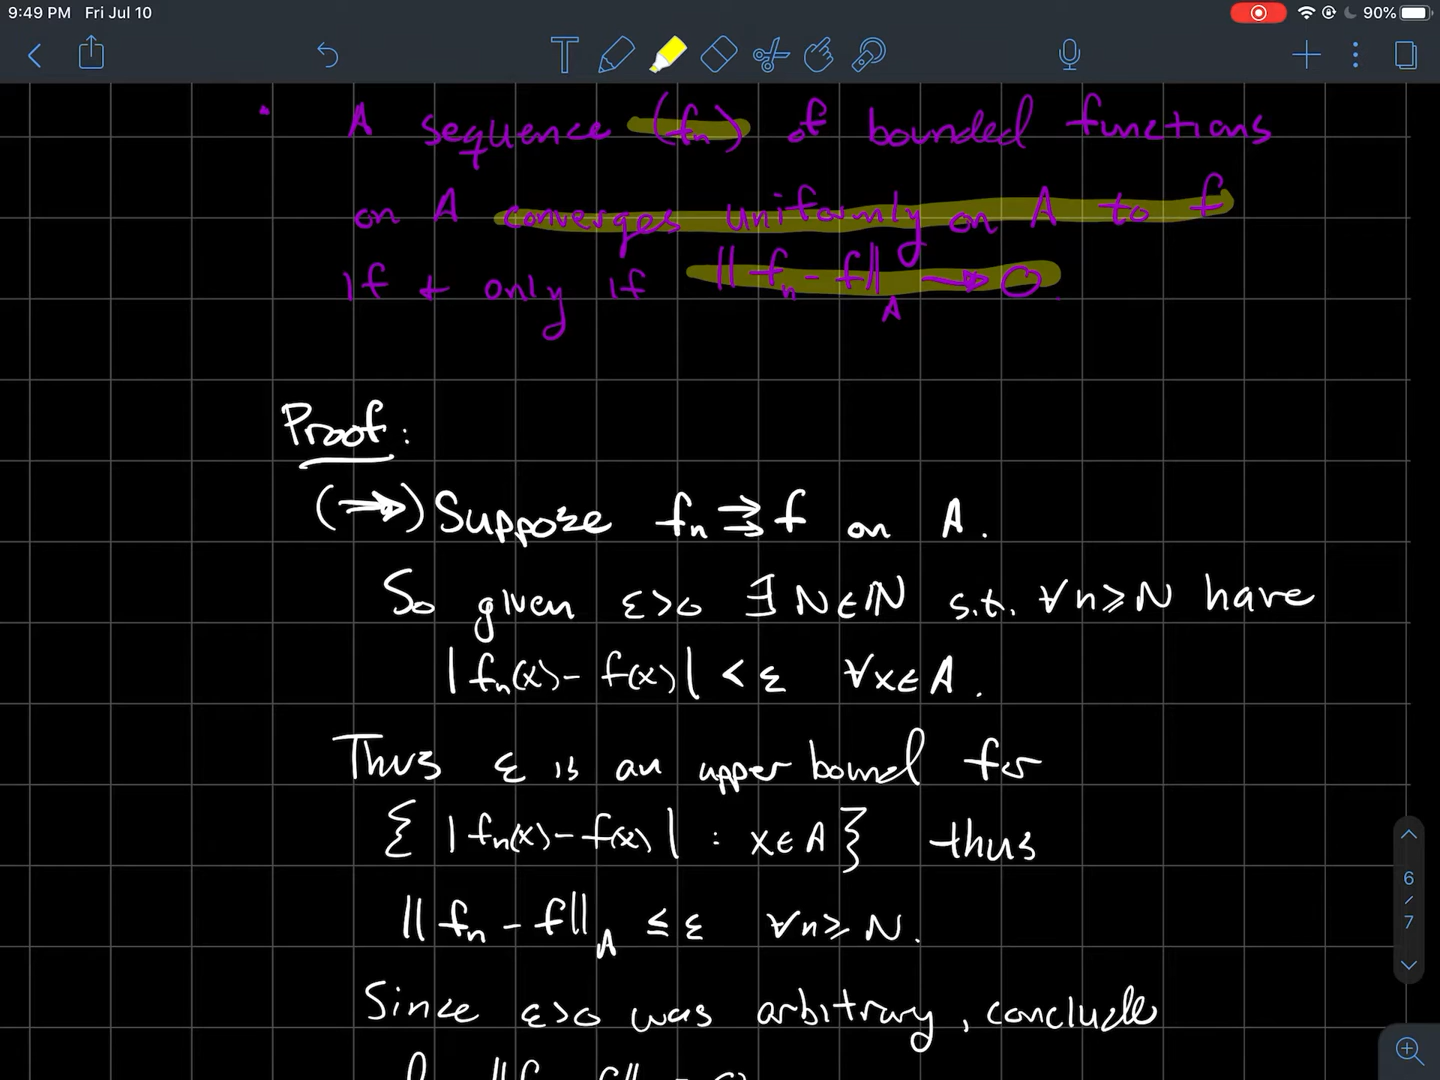 9:49 PM Fri Jul 10
90%
• A sequence (fn) of bounded functions
on A converges uniformly on A to f
If + only if || fn - f||A → 0.
Proof:
(⇒) Suppose fn ⇉ f on A.
So given ε>0 ∃ N∈ℕ s.t. ∀n≥N have
|fn(x) - f(x)| < ε ∀x∈A.
Thus ε is an upper bound for
{ |fn(x) - f(x)| : x∈A } thus
|| fn - f||A ≤ ε ∀n≥N.
Since ε>0 was arbitrary, conclude
6
/
7